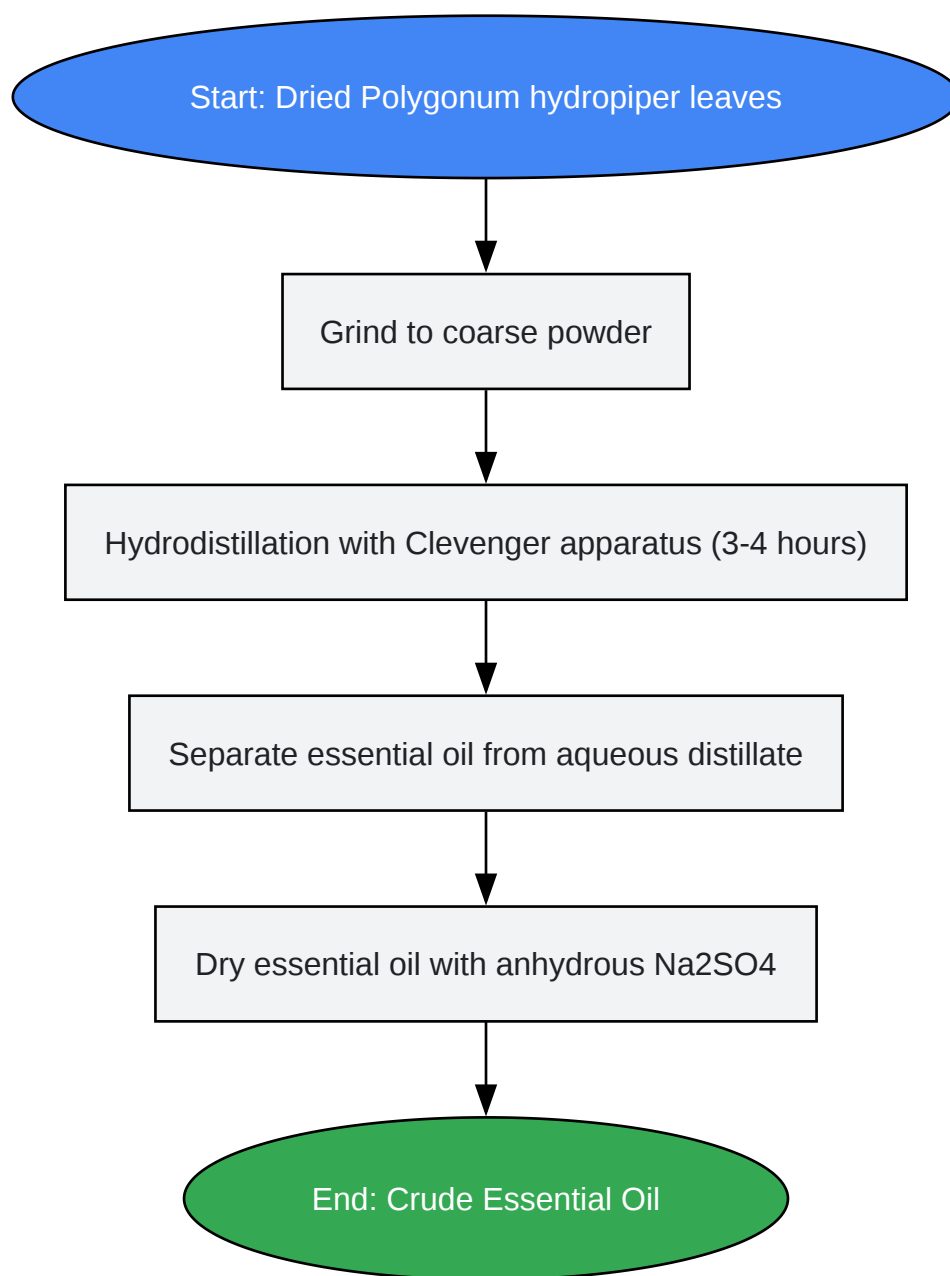 Start: Dried Polygonum hydropiper leaves
Grind to coarse powder
Hydrodistillation with Clevenger apparatus (3-4 hours)
Separate essential oil from aqueous distillate
Dry essential oil with anhydrous Na2SO4
End: Crude Essential Oil